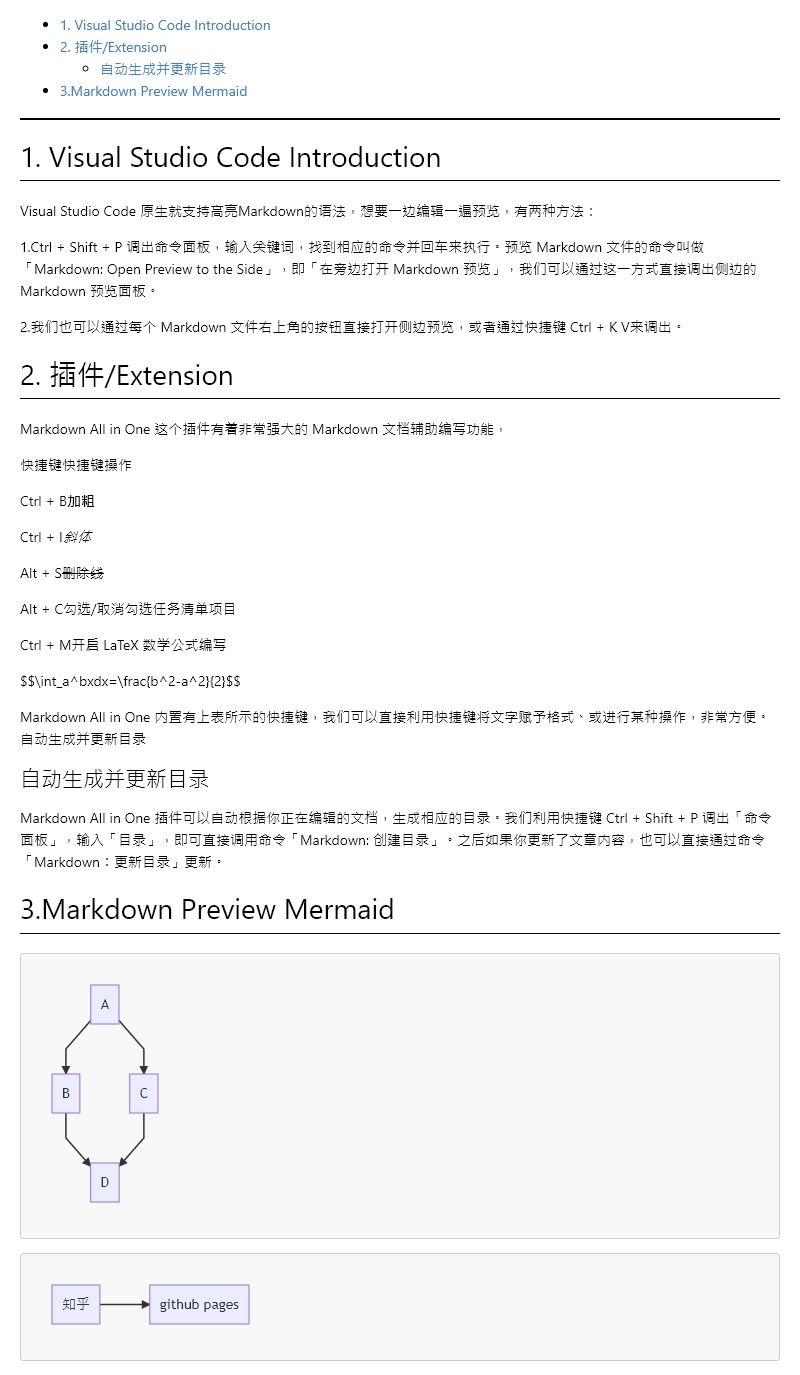 1. Visual Studio Code Introduction
2. 插件/Extension
自动生成并更新目录
3.Markdown Preview Mermaid
1. Visual Studio Code Introduction
Visual Studio Code 原生就支持高亮Markdown的语法，想要一边编辑一遍预览，有两种方法：
1.Ctrl + Shift + P 调出命令面板，输入关键词，找到相应的命令并回车来执行。预览 Markdown 文件的命令叫做
「Markdown: Open Preview to the Side」，即「在旁边打开 Markdown 预览」，我们可以通过这一方式直接调出侧边的
Markdown 预览面板。
2.我们也可以通过每个 Markdown 文件右上角的按钮直接打开侧边预览，或者通过快捷键 Ctrl + K V来调出。
2. 插件/Extension
Markdown All in One 这个插件有着非常强大的 Markdown 文档辅助编写功能，
快捷键快捷键操作
Ctrl + B加粗
Ctrl + I斜体
Alt + S删除线
Alt + C勾选/取消勾选任务清单项目
Ctrl + M开启 LaTeX 数学公式编写
$$\int_a^bxdx=\frac{b^2-a^2}{2}$$
Markdown All in One 内置有上表所示的快捷键，我们可以直接利用快捷键将文字赋予格式、或进行某种操作，非常方便。
自动生成并更新目录
自动生成并更新目录
Markdown All in One 插件可以自动根据你正在编辑的文档，生成相应的目录。我们利用快捷键 Ctrl + Shift + P 调出「命令
面板」，输入「目录」，即可直接调用命令「Markdown: 创建目录」。之后如果你更新了文章内容，也可以直接通过命令
「Markdown：更新目录」更新。
3.Markdown Preview Mermaid
A
B
C
D
知乎
github pages